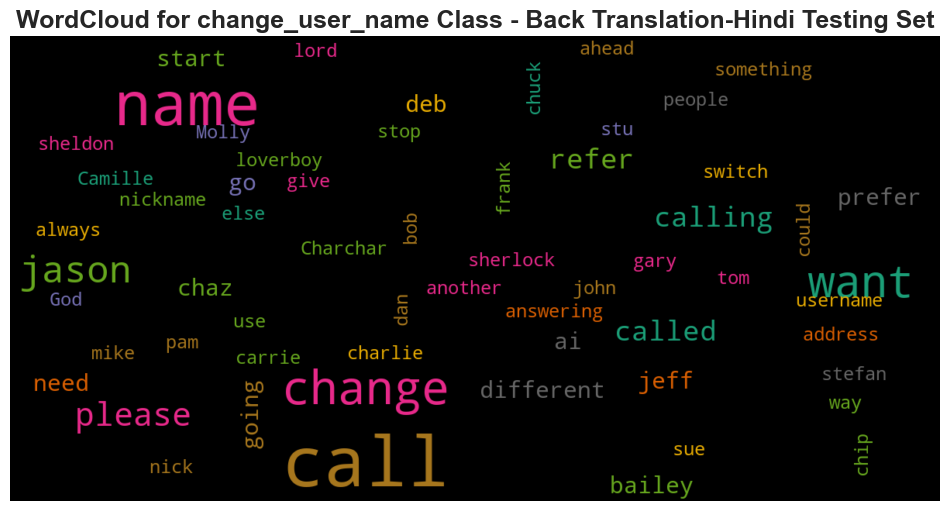 WordCloud for change_user_name Class - Back Translation-Hindi Testing Set
lord
ahead
start
something
chuck
people
name
deb
Molly
stop
stu
sheldon
loverboy
refer
Camille
go
give
frank
switch
nickname
prefer
else
calling
always
bob
could
Charchar
sherlock
gary
jason
want
tom
God
chaz
another
john
username
dan
answering
use
called
address
pam
ai
mike
carrie
charlie
need
change
different
jeff
stefan
please
going
way
call
sue
chip
nick
bailey